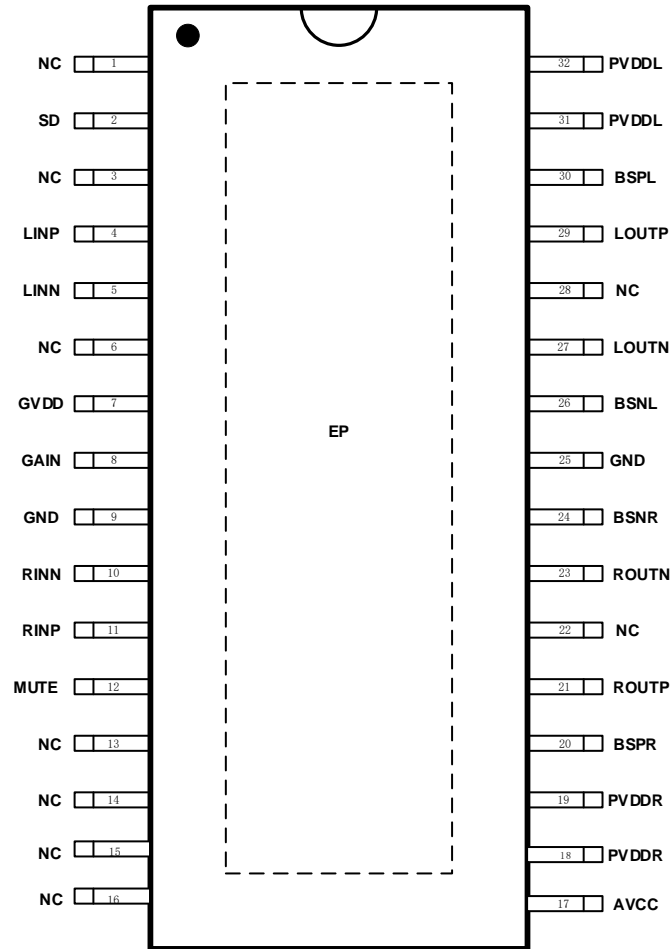 NC 1 32 PVDDL
SD 2 31 PVDDL
NC 3 30 BSPL
LINP 4 29 LOUTP
LINN 5 28 NC
NC 6 27 LOUTN
GVDD 7 26 BSNL
EP
GAIN 8 25 GND
GND 9 24 BSNR
RINN 10 23 ROUTN
RINP 11 22 NC
MUTE 12 21 ROUTP
NC 13 20 BSPR
NC 14 19 PVDDR
NC 15 18 PVDDR
NC 16 17 AVCC